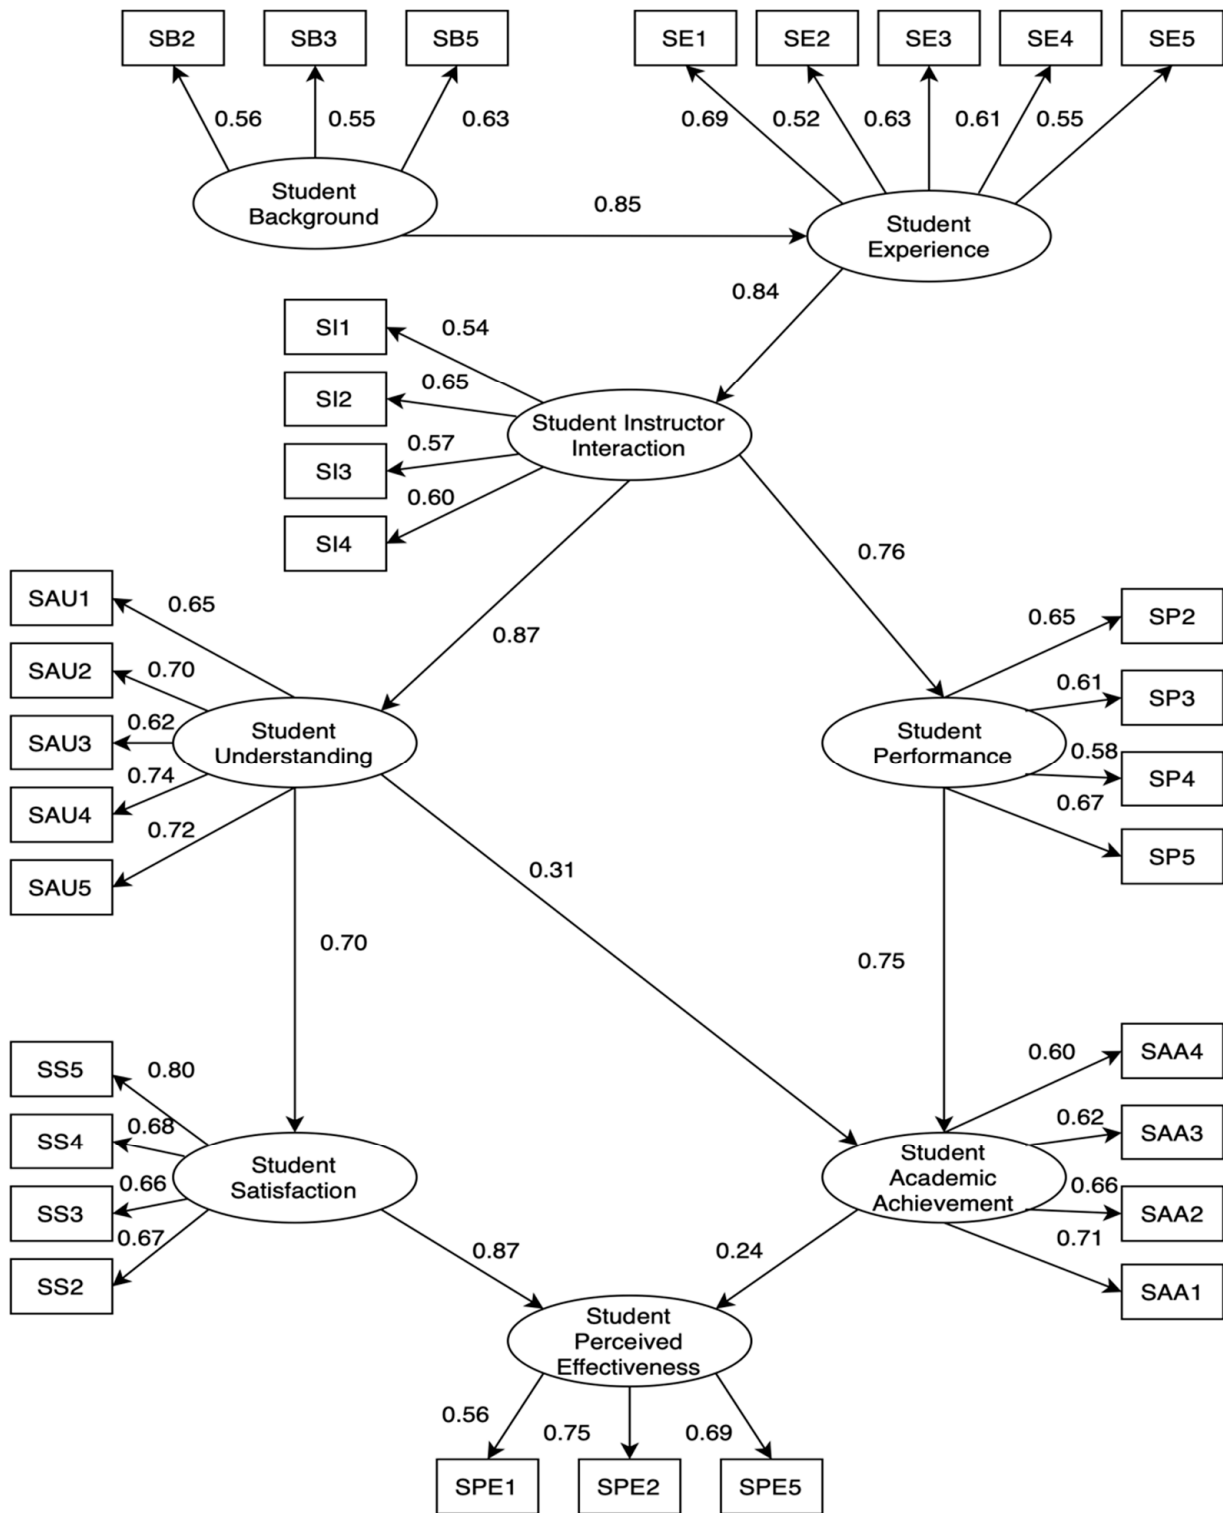 SB2 SB3 SB5 SE1 SE2 SE3 SE4 SE5
0.56 0.55 0.63 0.69 0.52 0.63 0.61 0.55
Student
Background
0.85
Student
Experience
0.84
SI1
0.54
SI2
0.65
SI3
0.57
SI4
0.60
Student Instructor
Interaction
0.76
0.87
SAU1
0.65
SAU2
0.70
SAU3
0.62
SAU4
0.74
SAU5
0.72
Student
Understanding
Student
Performance
0.65
SP2
0.61
SP3
0.58
SP4
0.67
SP5
0.31
0.70
0.75
SS5
0.80
SS4
0.68
SS3
0.66
SS2
0.67
Student
Satisfaction
Student
Academic
Achievement
0.60
SAA4
0.62
SAA3
0.66
SAA2
0.71
SAA1
0.87
0.24
Student
Perceived
Effectiveness
0.56 0.75 0.69
SPE1 SPE2 SPE5